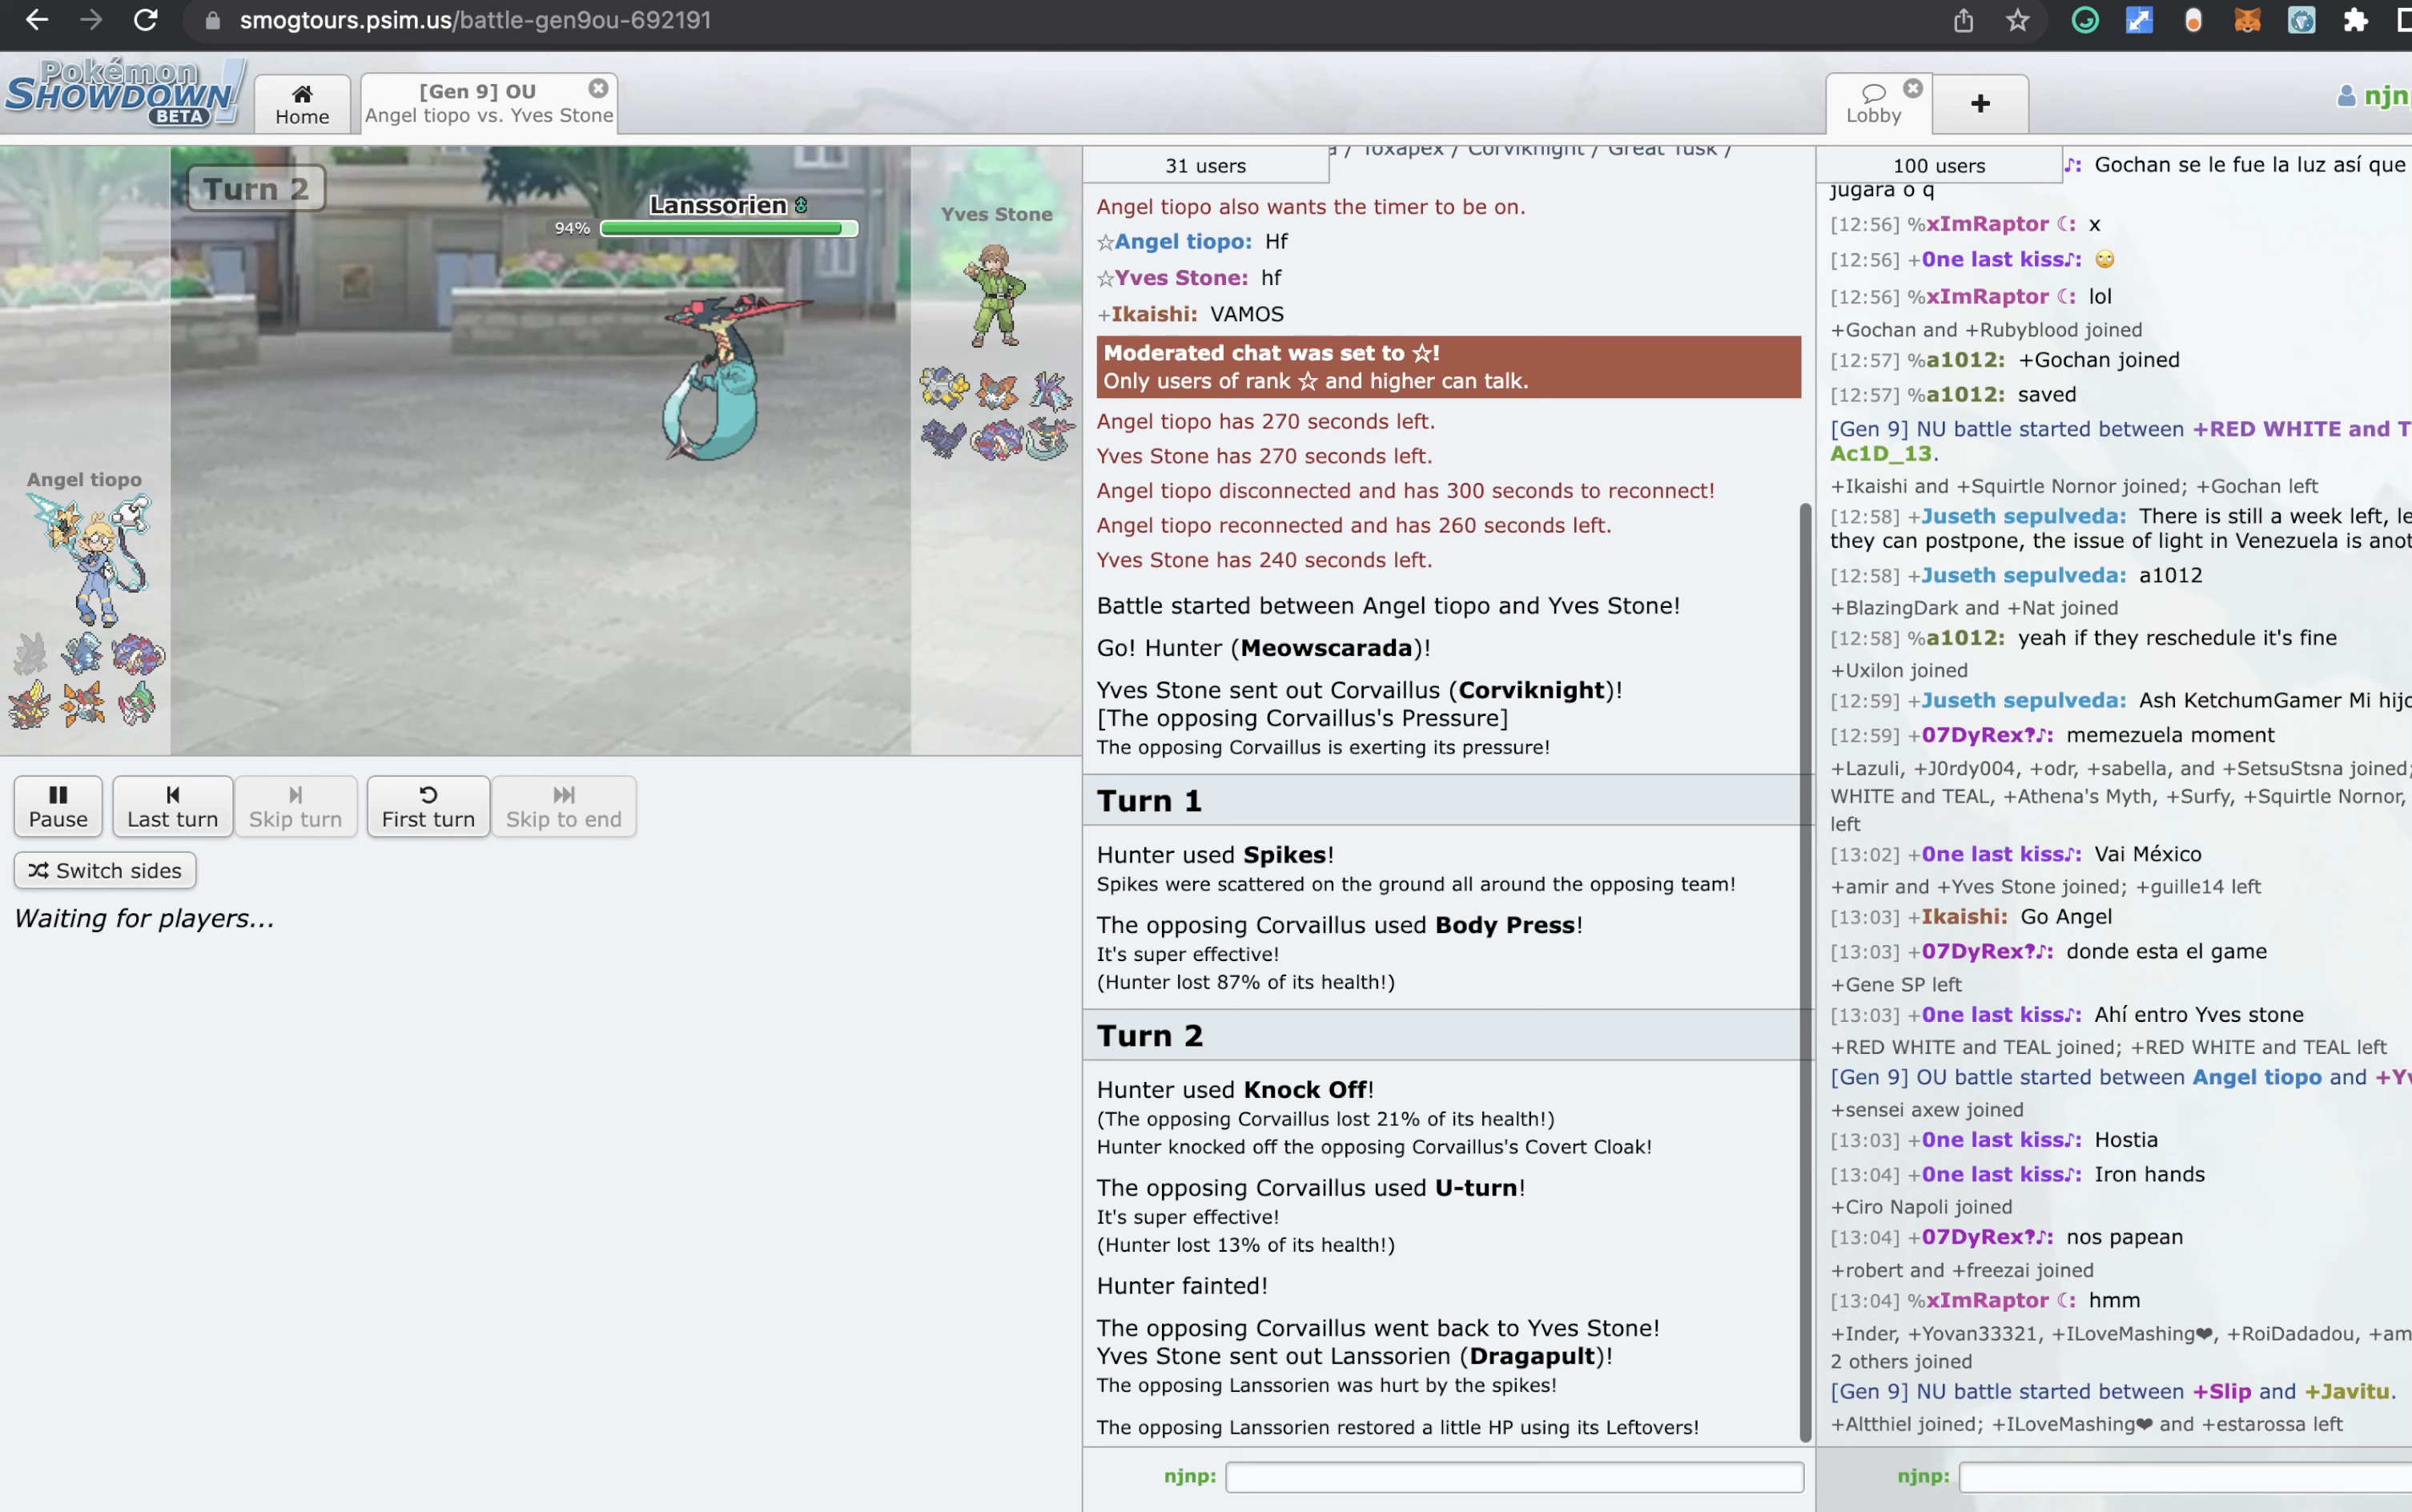 smogtours.psim.us/battle-gen9ou-692191
Pokémon
SHOWDOWN!
BETA
Home
[Gen 9] OU
Angel tiopo vs. Yves Stone
Lobby
+
njn
Turn 2
Lanssorien
94%
Yves Stone
Angel tiopo
Pause
Last turn
Skip turn
First turn
Skip to end
Switch sides
Waiting for players...
31 users
/ Toxapex / Corviknight / Great Tusk /
Angel tiopo also wants the timer to be on.
☆Angel tiopo: Hf
☆Yves Stone: hf
+Ikaishi: VAMOS
Moderated chat was set to ☆!
Only users of rank ☆ and higher can talk.
Angel tiopo has 270 seconds left.
Yves Stone has 270 seconds left.
Angel tiopo disconnected and has 300 seconds to reconnect!
Angel tiopo reconnected and has 260 seconds left.
Yves Stone has 240 seconds left.
Battle started between Angel tiopo and Yves Stone!
Go! Hunter (Meowscarada)!
Yves Stone sent out Corvaillus (Corviknight)!
[The opposing Corvaillus's Pressure]
The opposing Corvaillus is exerting its pressure!
Turn 1
Hunter used Spikes!
Spikes were scattered on the ground all around the opposing team!
The opposing Corvaillus used Body Press!
It's super effective!
(Hunter lost 87% of its health!)
Turn 2
Hunter used Knock Off!
(The opposing Corvaillus lost 21% of its health!)
Hunter knocked off the opposing Corvaillus's Covert Cloak!
The opposing Corvaillus used U-turn!
It's super effective!
(Hunter lost 13% of its health!)
Hunter fainted!
The opposing Corvaillus went back to Yves Stone!
Yves Stone sent out Lanssorien (Dragapult)!
The opposing Lanssorien was hurt by the spikes!
The opposing Lanssorien restored a little HP using its Leftovers!
njnp:
100 users
♪: Gochan se le fue la luz así que
jugara o q
[12:56] %xImRaptor ☾: x
[12:56] +0ne last kiss♪: 🙄
[12:56] %xImRaptor ☾: lol
+Gochan and +Rubyblood joined
[12:57] %a1012: +Gochan joined
[12:57] %a1012: saved
[Gen 9] NU battle started between +RED WHITE and T
Ac1D_13.
+Ikaishi and +Squirtle Nornor joined; +Gochan left
[12:58] +Juseth sepulveda: There is still a week left, le
they can postpone, the issue of light in Venezuela is anot
[12:58] +Juseth sepulveda: a1012
+BlazingDark and +Nat joined
[12:58] %a1012: yeah if they reschedule it's fine
+Uxilon joined
[12:59] +Juseth sepulveda: Ash KetchumGamer Mi hijo
[12:59] +07DyRex‽♪: memezuela moment
+Lazuli, +J0rdy004, +odr, +sabella, and +SetsuStsna joined;
WHITE and TEAL, +Athena's Myth, +Surfy, +Squirtle Nornor,
left
[13:02] +0ne last kiss♪: Vai México
+amir and +Yves Stone joined; +guille14 left
[13:03] +Ikaishi: Go Angel
[13:03] +07DyRex‽♪: donde esta el game
+Gene SP left
[13:03] +0ne last kiss♪: Ahí entro Yves stone
+RED WHITE and TEAL joined; +RED WHITE and TEAL left
[Gen 9] OU battle started between Angel tiopo and +Yv
+sensei axew joined
[13:03] +0ne last kiss♪: Hostia
[13:04] +0ne last kiss♪: Iron hands
+Ciro Napoli joined
[13:04] +07DyRex‽♪: nos papean
+robert and +freezai joined
[13:04] %xImRaptor ☾: hmm
+Inder, +Yovan33321, +ILoveMashing❤, +RoiDadadou, +am
2 others joined
[Gen 9] NU battle started between +Slip and +Javitu.
+Altthiel joined; +ILoveMashing❤ and +estarossa left
njnp: